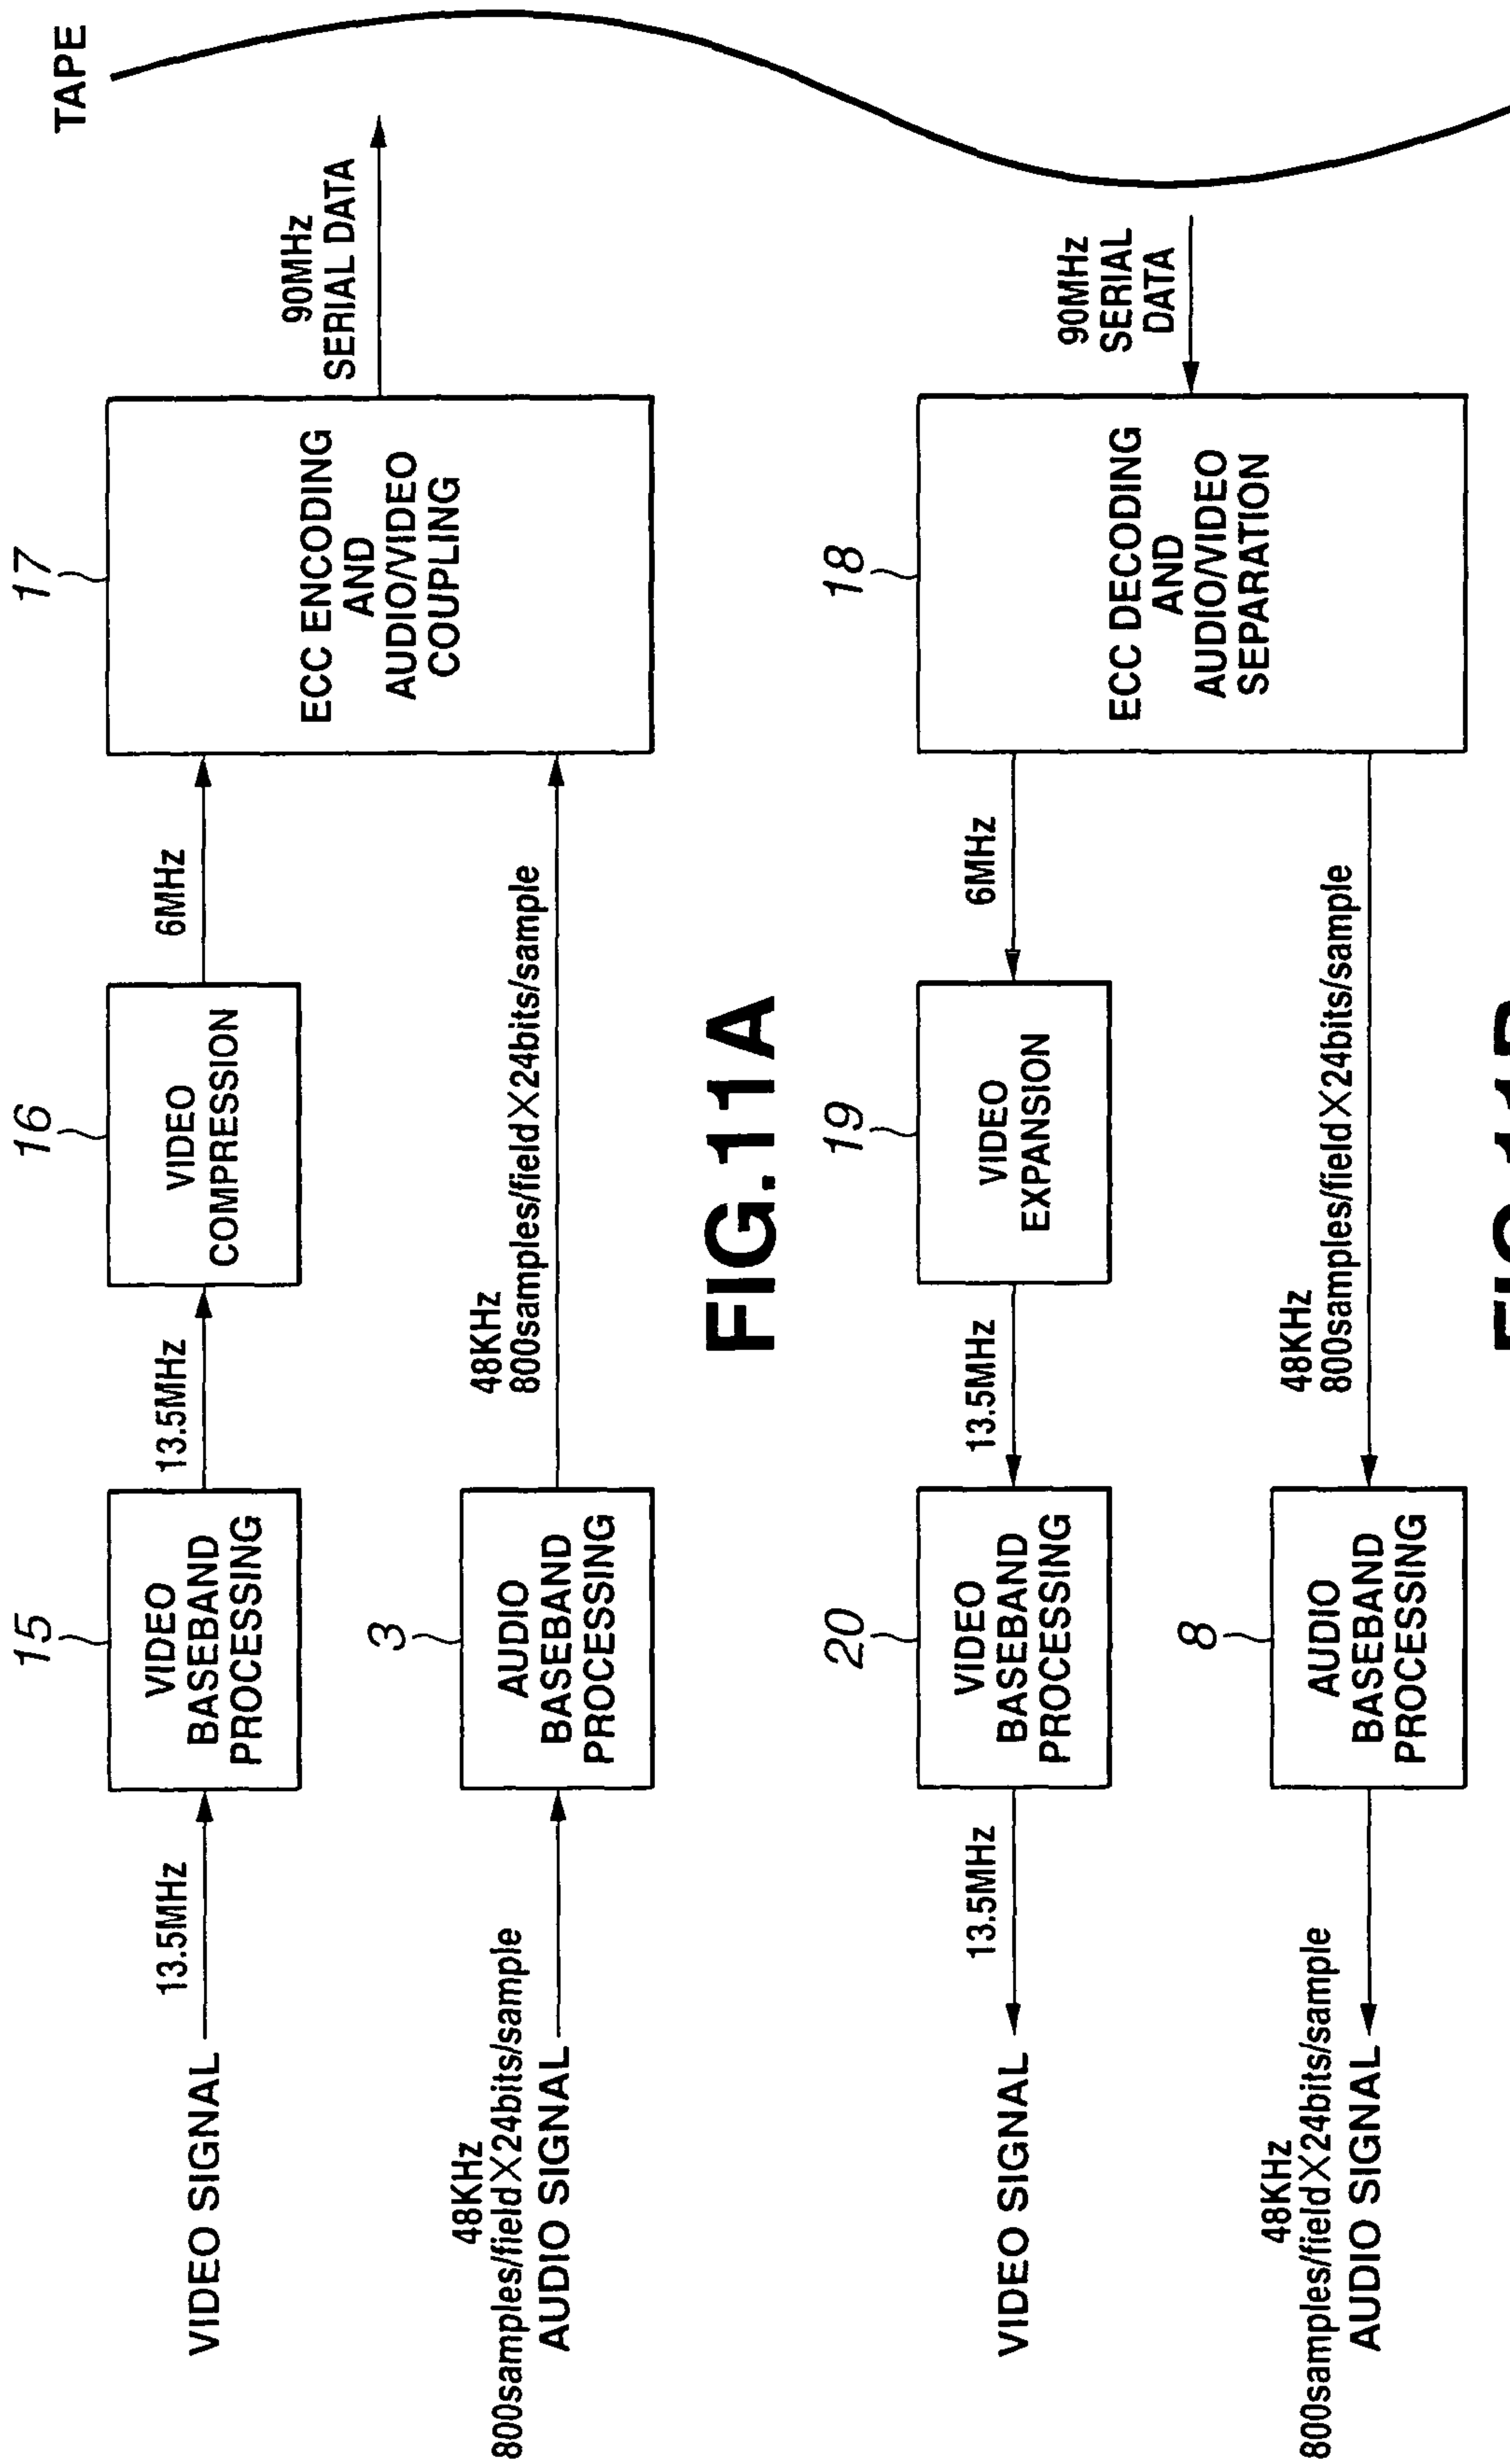 TAPE
17
16
15
VIDEO SIGNAL
13.5MHz
VIDEO
BASEBAND
PROCESSING
13.5MHz
VIDEO
COMPRESSION
6MHz
ECC ENCODING
AND
AUDIO/VIDEO
COUPLING
90MHz
SERIAL DATA
3
48KHz
800samples/field×24bits/sample
AUDIO SIGNAL
AUDIO
BASEBAND
PROCESSING
48KHz
800samples/field×24bits/sample
FIG.11A
20
19
18
VIDEO SIGNAL
13.5MHz
VIDEO
BASEBAND
PROCESSING
13.5MHz
VIDEO
EXPANSION
6MHz
ECC DECODING
AND
AUDIO/VIDEO
SEPARATION
90MHz
SERIAL
DATA
8
48KHz
800samples/field×24bits/sample
AUDIO SIGNAL
AUDIO
BASEBAND
PROCESSING
48KHz
800samples/field×24bits/sample